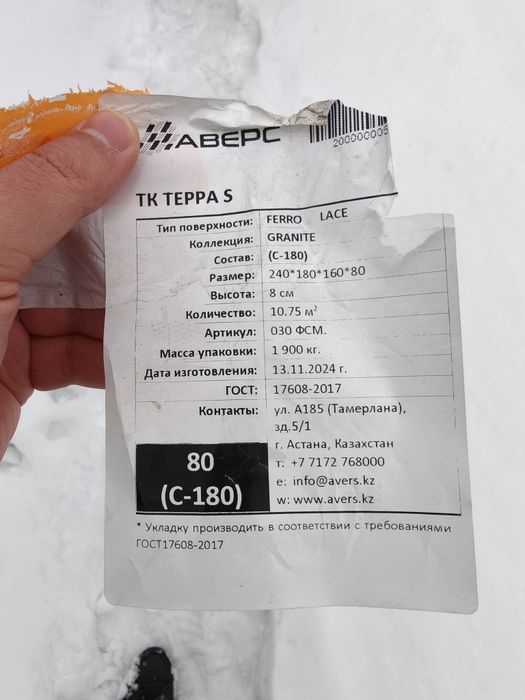 АВЕРС
200000005
ТК ТЕРРА S
Тип поверхности: FERRO LACE
Коллекция: GRANITE
Состав: (С-180)
Размер: 240*180*160*80
Высота: 8 см
Количество: 10.75 м²
Артикул: 030 ФСМ.
Масса упаковки: 1 900 кг.
Дата изготовления: 13.11.2024 г.
ГОСТ: 17608-2017
Контакты: ул. А185 (Тамерлана),
зд.5/1
г. Астана, Казахстан
т: +7 7172 768000
e: info@avers.kz
w: www.avers.kz
80
(С-180)
* Укладку производить в соответствии с требованиями
ГОСТ17608-2017